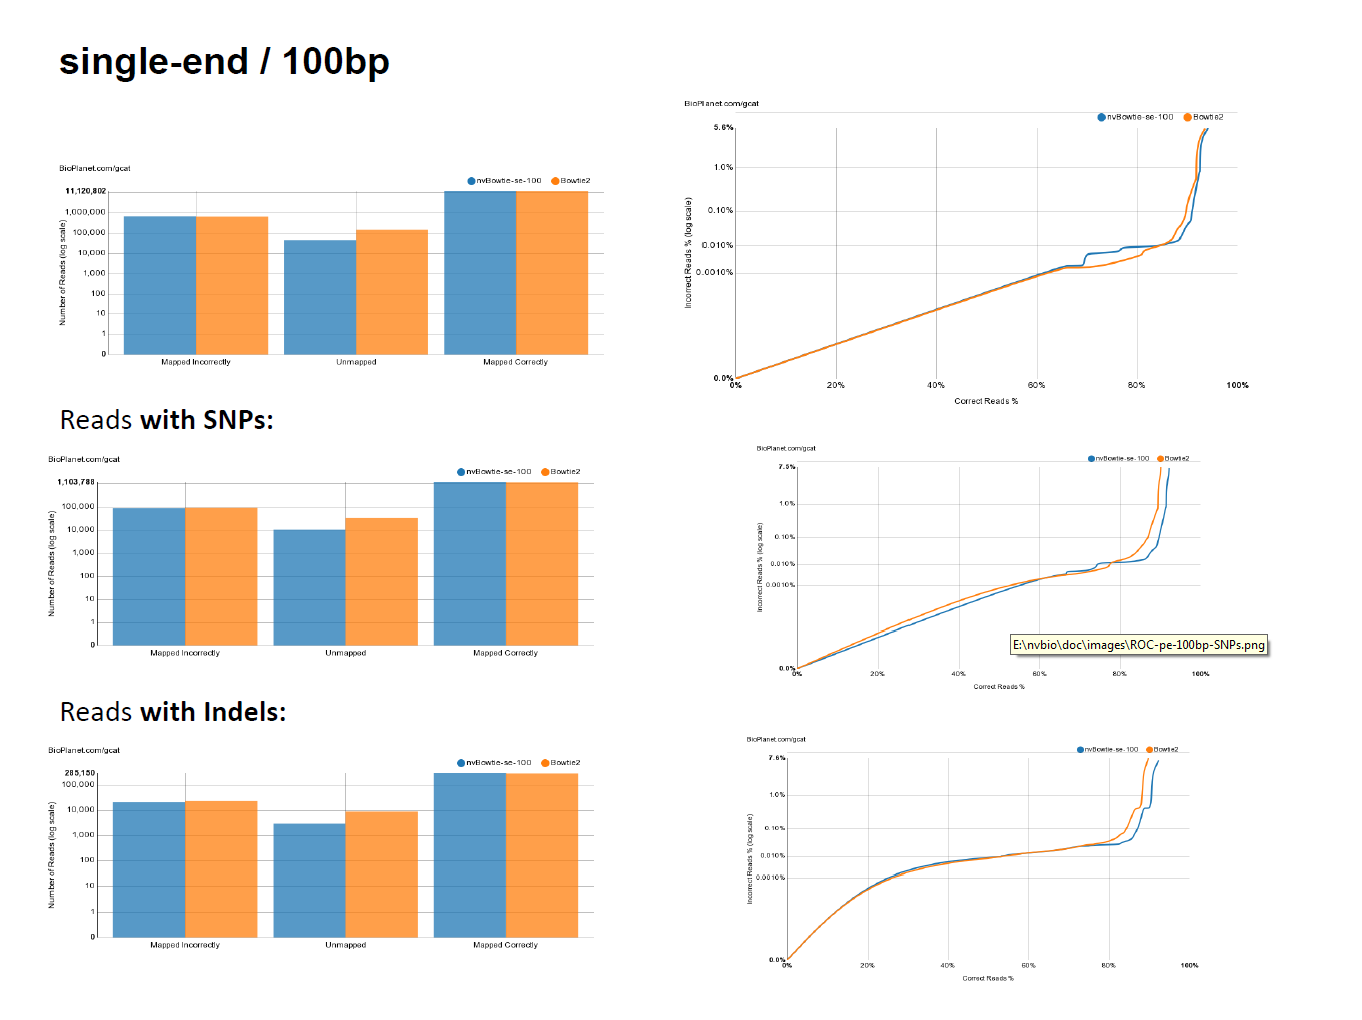 single-end / 100bp
BioPlanet.com/gcat
nvBowtie-se-100 Bowtie2
11,120,802
1,000,000
100,000
10,000
1,000
100
10
1
0
Number of Reads (log scale)
Mapped Incorrectly Unmapped Mapped Correctly
BioPlanet.com/gcat
nvBowtie-se-100 Bowtie2
5.6%
1.0%
0.10%
0.010%
0.0010%
0.0%
Incorrect Reads % (log scale)
0% 20% 40% 60% 80% 100%
Correct Reads %
Reads with SNPs:
BioPlanet.com/gcat
nvBowtie-se-100 Bowtie2
1,103,788
100,000
10,000
1,000
100
10
1
0
Number of Reads (log scale)
Mapped Incorrectly Unmapped Mapped Correctly
BioPlanet.com/gcat
nvBowtie-se-100 Bowtie2
7.5%
1.0%
0.10%
0.010%
0.0010%
0.0%
Incorrect Reads % (log scale)
0% 20% 40% 60% 80% 100%
Correct Reads %
E:\nvbio\doc\images\ROC-pe-100bp-SNPs.png
Reads with Indels:
BioPlanet.com/gcat
nvBowtie-se-100 Bowtie2
285,150
100,000
10,000
1,000
100
10
1
0
Number of Reads (log scale)
Mapped Incorrectly Unmapped Mapped Correctly
BioPlanet.com/gcat
nvBowtie-se-100 Bowtie2
7.6%
1.0%
0.10%
0.010%
0.0010%
0.0%
Incorrect Reads % (log scale)
0% 20% 40% 60% 80% 100%
Correct Reads %